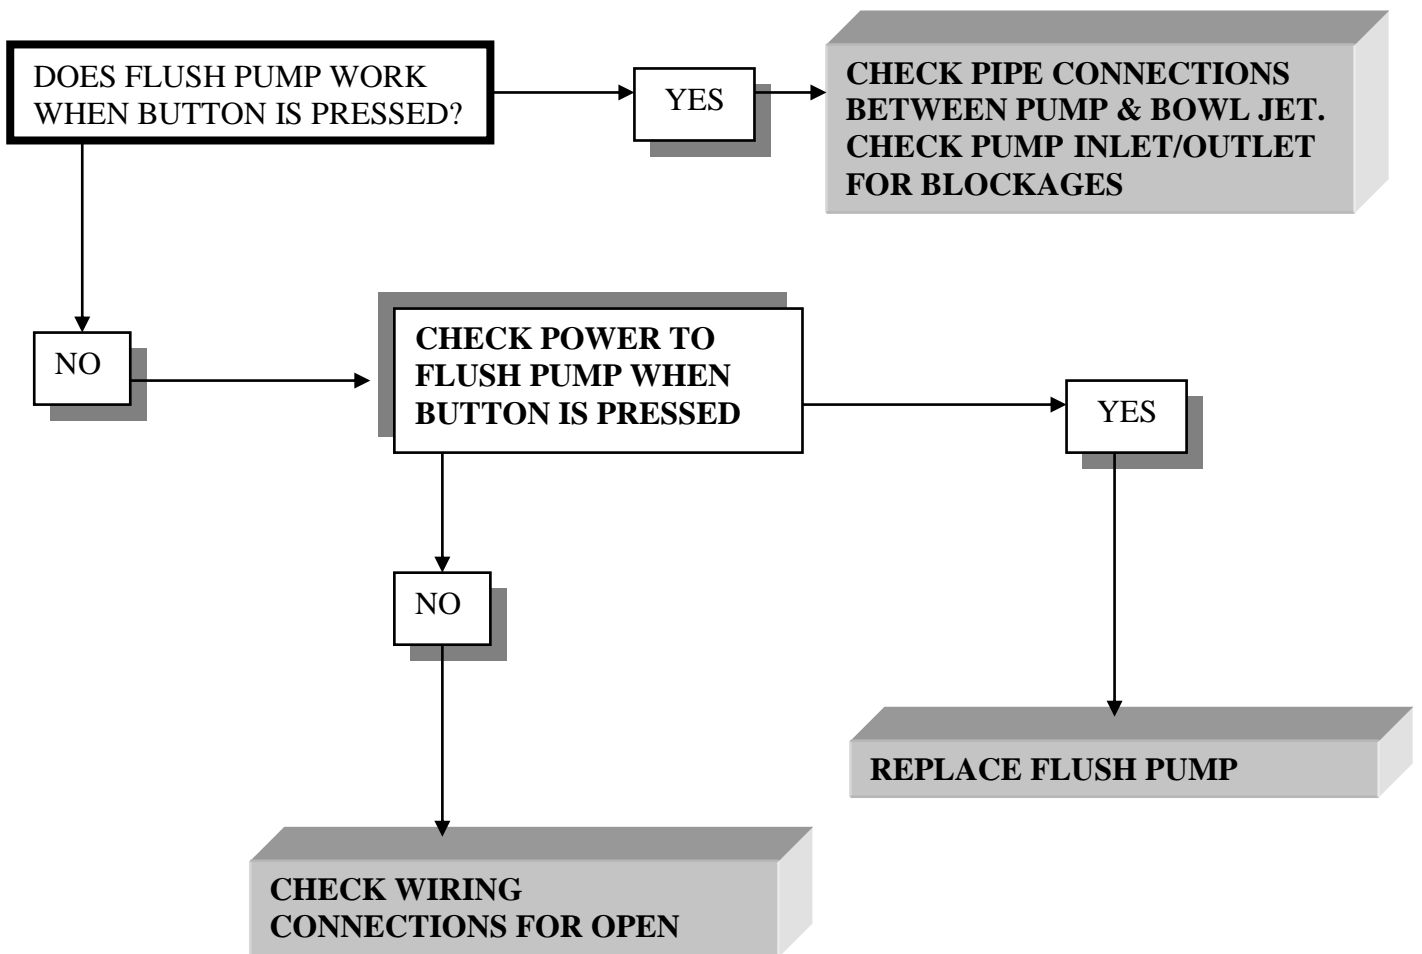 DOES FLUSH PUMP WORK
WHEN BUTTON IS PRESSED?
YES
CHECK PIPE CONNECTIONS
BETWEEN PUMP & BOWL JET.
CHECK PUMP INLET/OUTLET
FOR BLOCKAGES
NO
CHECK POWER TO
FLUSH PUMP WHEN
BUTTON IS PRESSED
YES
NO
REPLACE FLUSH PUMP
CHECK WIRING
CONNECTIONS FOR OPEN